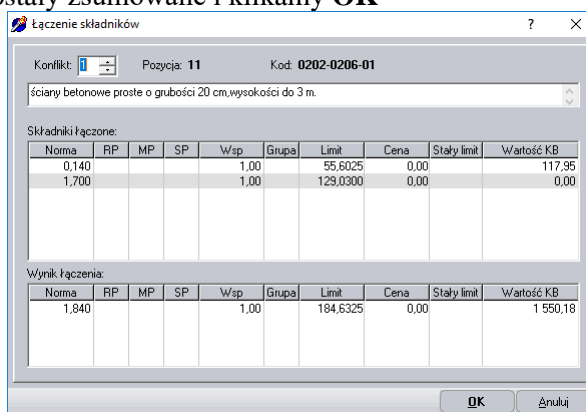 ostały zsumowane i klikamy OK
Łączenie składników ? ×
Konflikt: 1 Pozycja: 11 Kod: 0202-0206-01
ściany betonowe proste o grubości 20 cm,wysokości do 3 m.
Składniki łączone:
Norma RP MP SP Wsp Grupa Limit Cena Stały limit Wartość KB
0,140 1,00 55,6025 0,00 117,95
1,700 1,00 129,0300 0,00 0,00
Wynik łączenia:
Norma RP MP SP Wsp Grupa Limit Cena Stały limit Wartość KB
1,840 1,00 184,6325 0,00 1 550,18
OK Anuluj